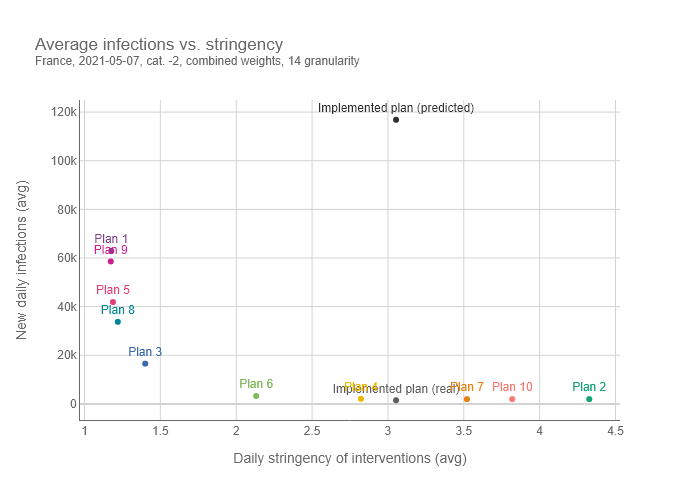 Average infections vs. stringency
France, 2021-05-07, cat. -2, combined weights, 14 granularity
120k
100k
80k
60k
40k
20k
0
New daily infections (avg)
Implemented plan (predicted)
Plan 1
Plan 9
Plan 5
Plan 8
Plan 3
Plan 6
Plan 4
Implemented plan (real)
Plan 7
Plan 10
Plan 2
1
1.5
2
2.5
3
3.5
4
4.5
Daily stringency of interventions (avg)